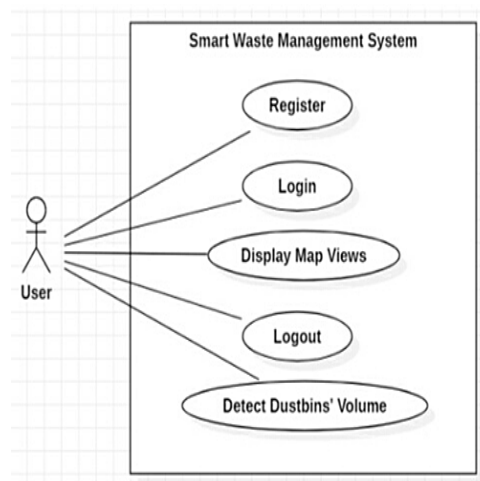 Smart Waste Management System
Register
Login
Display Map Views
User
Logout
Detect Dustbins' Volume